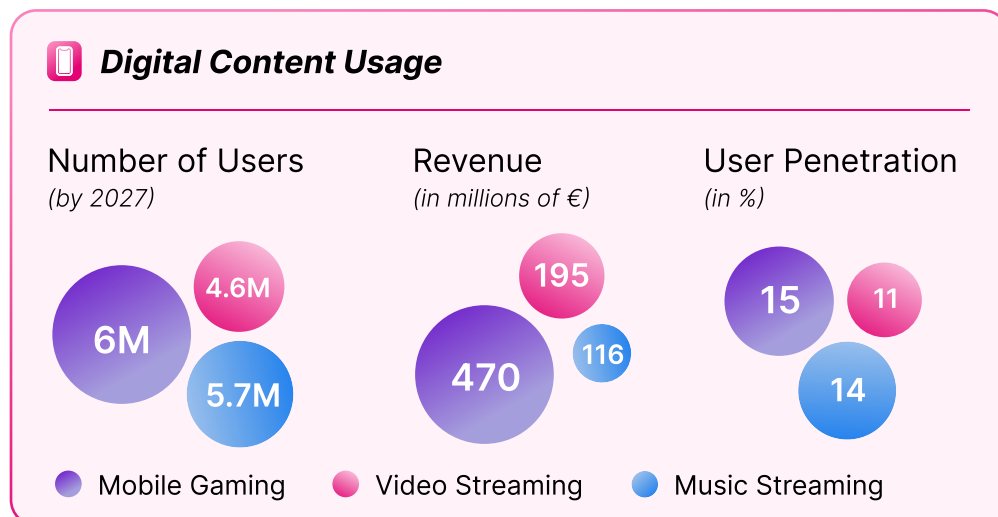 Digital Content Usage
Number of Users
(by 2027)
6M
4.6M
5.7M
Revenue
(in millions of €)
195
470
116
User Penetration
(in %)
15
11
14
Mobile Gaming
Video Streaming
Music Streaming